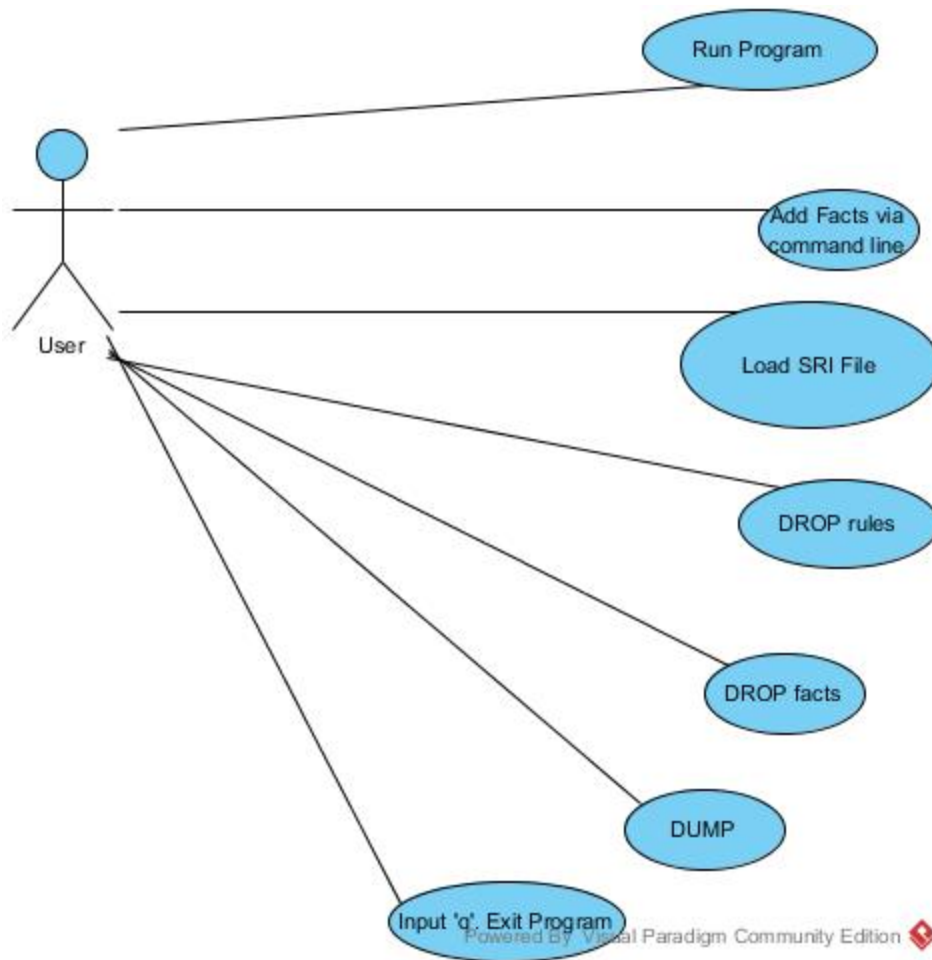 Run Program
Add Facts via
command line
User
Load SRI File
DROP rules
DROP facts
DUMP
Input 'q'. Exit Program
Powered By Visual Paradigm Community Edition